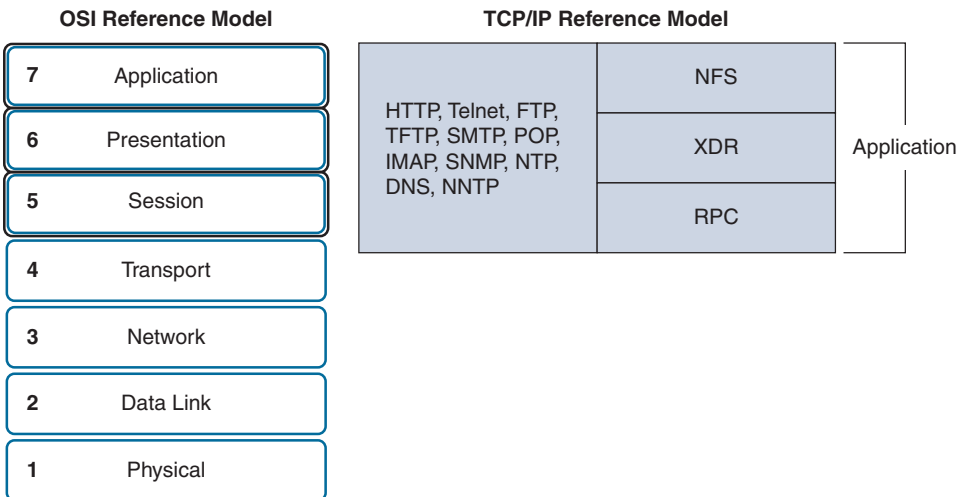 OSI Reference Model
7 Application
6 Presentation
5 Session
4 Transport
3 Network
2 Data Link
1 Physical
TCP/IP Reference Model
HTTP, Telnet, FTP,
TFTP, SMTP, POP,
IMAP, SNMP, NTP,
DNS, NNTP
NFS
XDR
RPC
Application